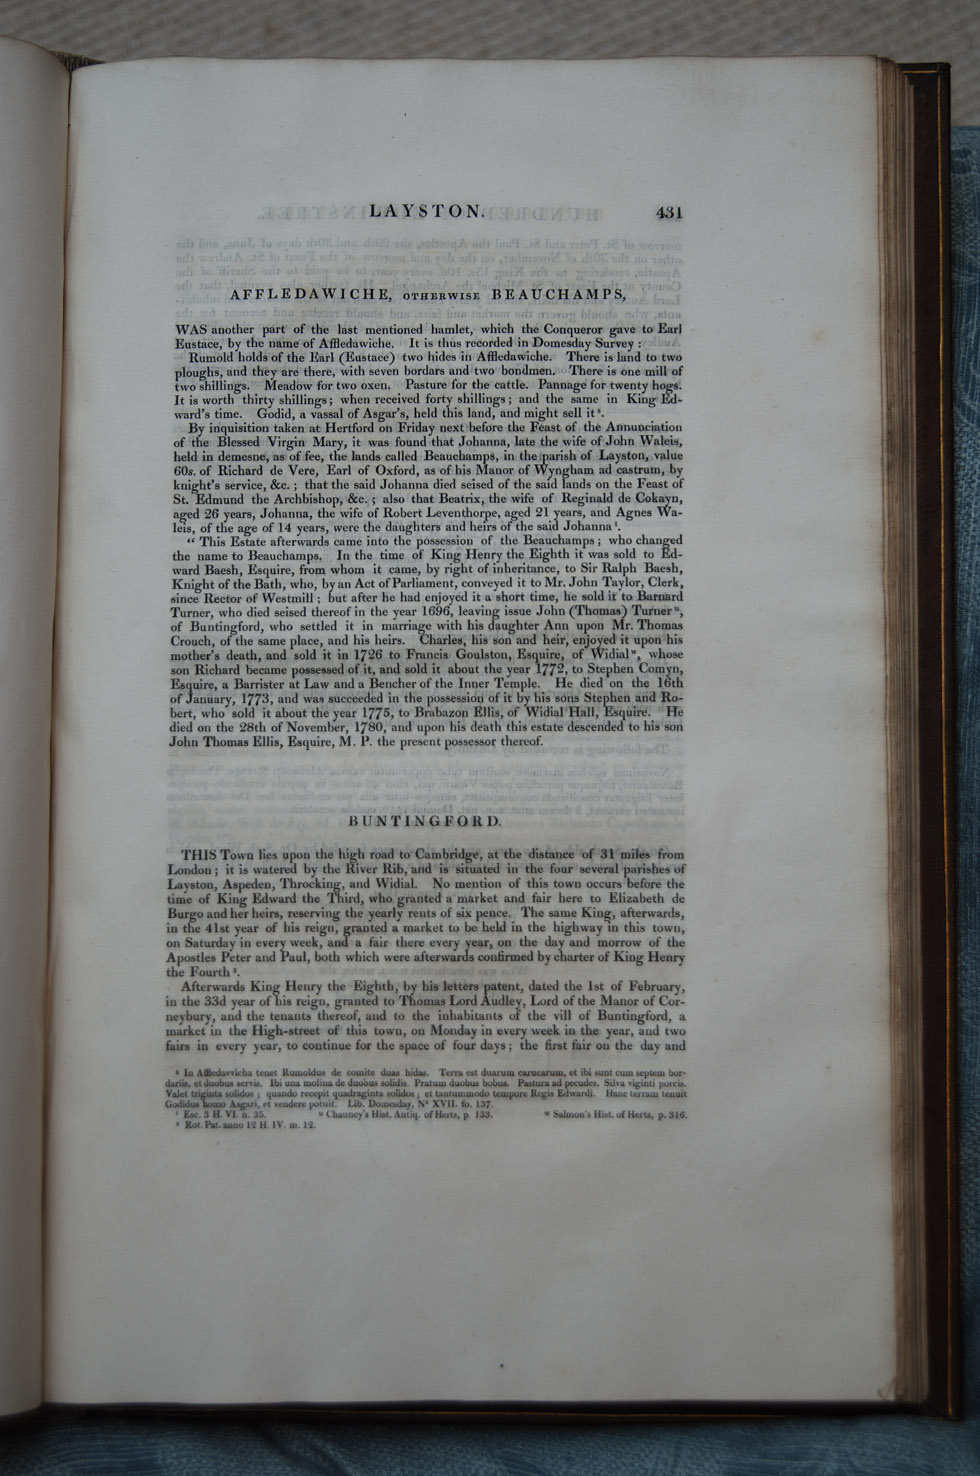 LAYSTON. 431
AFFLEDAWICHE, OTHERWISE BEAUCHAMPS,
WAS another part of the last mentioned hamlet, which the Conqueror gave to Earl
Eustace, by the name of Affledawiche. It is thus recorded in Domesday Survey :
Rumold holds of the Earl (Eustace) two hides in Affledawiche. There is land to two
ploughs, and they are there, with seven bordars and two bondmen. There is one mill of
two shillings. Meadow for two oxen. Pasture for the cattle. Pannage for twenty hogs.
It is worth thirty shillings; when received forty shillings; and the same in King Ed-
ward's time. Godid, a vassal of Asgar's, held this land, and might sell it ˢ.
By inquisition taken at Hertford on Friday next before the Feast of the Annunciation
of the Blessed Virgin Mary, it was found that Johanna, late the wife of John Waleis,
held in demesne, as of fee, the lands called Beauchamps, in the parish of Layston, value
60s. of Richard de Vere, Earl of Oxford, as of his Manor of Wyngham ad castrum, by
knight's service, &c. ; that the said Johanna died seised of the said lands on the Feast of
St. Edmund the Archbishop, &c. ; also that Beatrix, the wife of Reginald de Cokayn,
aged 26 years, Johanna, the wife of Robert Leventhorpe, aged 21 years, and Agnes Wa-
leis, of the age of 14 years, were the daughters and heirs of the said Johanna ᵗ.
“ This Estate afterwards came into the possession of the Beauchamps ; who changed
the name to Beauchamps. In the time of King Henry the Eighth it was sold to Ed-
ward Baesh, Esquire, from whom it came, by right of inheritance, to Sir Ralph Baesh,
Knight of the Bath, who, by an Act of Parliament, conveyed it to Mr. John Taylor, Clerk,
since Rector of Westmill ; but after he had enjoyed it a short time, he sold it to Barnard
Turner, who died seised thereof in the year 1696, leaving issue John (Thomas) Turner ᵘ,
of Buntingford, who settled it in marriage with his daughter Ann upon Mr. Thomas
Crouch, of the same place, and his heirs. Charles, his son and heir, enjoyed it upon his
mother's death, and sold it in 1726 to Francis Goulston, Esquire, of Widial ʷ, whose
son Richard became possessed of it, and sold it about the year 1772, to Stephen Comyn,
Esquire, a Barrister at Law and a Bencher of the Inner Temple. He died on the 16th
of January, 1773, and was succeeded in the possession of it by his sons Stephen and Ro-
bert, who sold it about the year 1775, to Brabazon Ellis, of Widial Hall, Esquire. He
died on the 28th of November, 1780, and upon his death this estate descended to his son
John Thomas Ellis, Esquire, M. P. the present possessor thereof.
BUNTINGFORD.
THIS Town lies upon the high road to Cambridge, at the distance of 31 miles from
London ; it is watered by the River Rib, and is situated in the four several parishes of
Layston, Aspeden, Throcking, and Widial. No mention of this town occurs before the
time of King Edward the Third, who granted a market and fair here to Elizabeth de
Burgo and her heirs, reserving the yearly rents of six pence. The same King, afterwards,
in the 41st year of his reign, granted a market to be held in the highway in this town,
on Saturday in every week, and a fair there every year, on the day and morrow of the
Apostles Peter and Paul, both which were afterwards confirmed by charter of King Henry
the Fourth ˣ.
Afterwards King Henry the Eighth, by his letters patent, dated the 1st of February,
in the 33d year of his reign, granted to Thomas Lord Audley, Lord of the Manor of Cor-
neybury, and the tenants thereof, and to the inhabitants of the vill of Buntingford, a
market in the High-street of this town, on Monday in every week in the year, and two
fairs in every year, to continue for the space of four days ; the first fair on the day and
ˢ In Affledavvicha tenet Rumoldus de comite duas hidas. Terra est duarum carucarum, et ibi sunt cum septem bor-
dariis, et duobus servis. Ibi una molina de duobus solidis. Pratum duobus bobus. Pastura ad pecudes. Silva viginti porcis.
Valet triginta solidos ; quando recepit quadraginta solidos ; et tantummodo tempore Regis Edwardi. Hanc terram tenuit
Godidus homo Asgari, et vendere potuit. Lib. Domesday, Nº XVII. fo. 137.
ᵗ Esc. 3 H. VI. n. 35. ᵘ Chauncy's Hist. Antiq. of Herts, p. 133. ʷ Salmon's Hist. of Herts, p. 316.
ˣ Rot. Pat. anno 12 H. IV. m. 12.